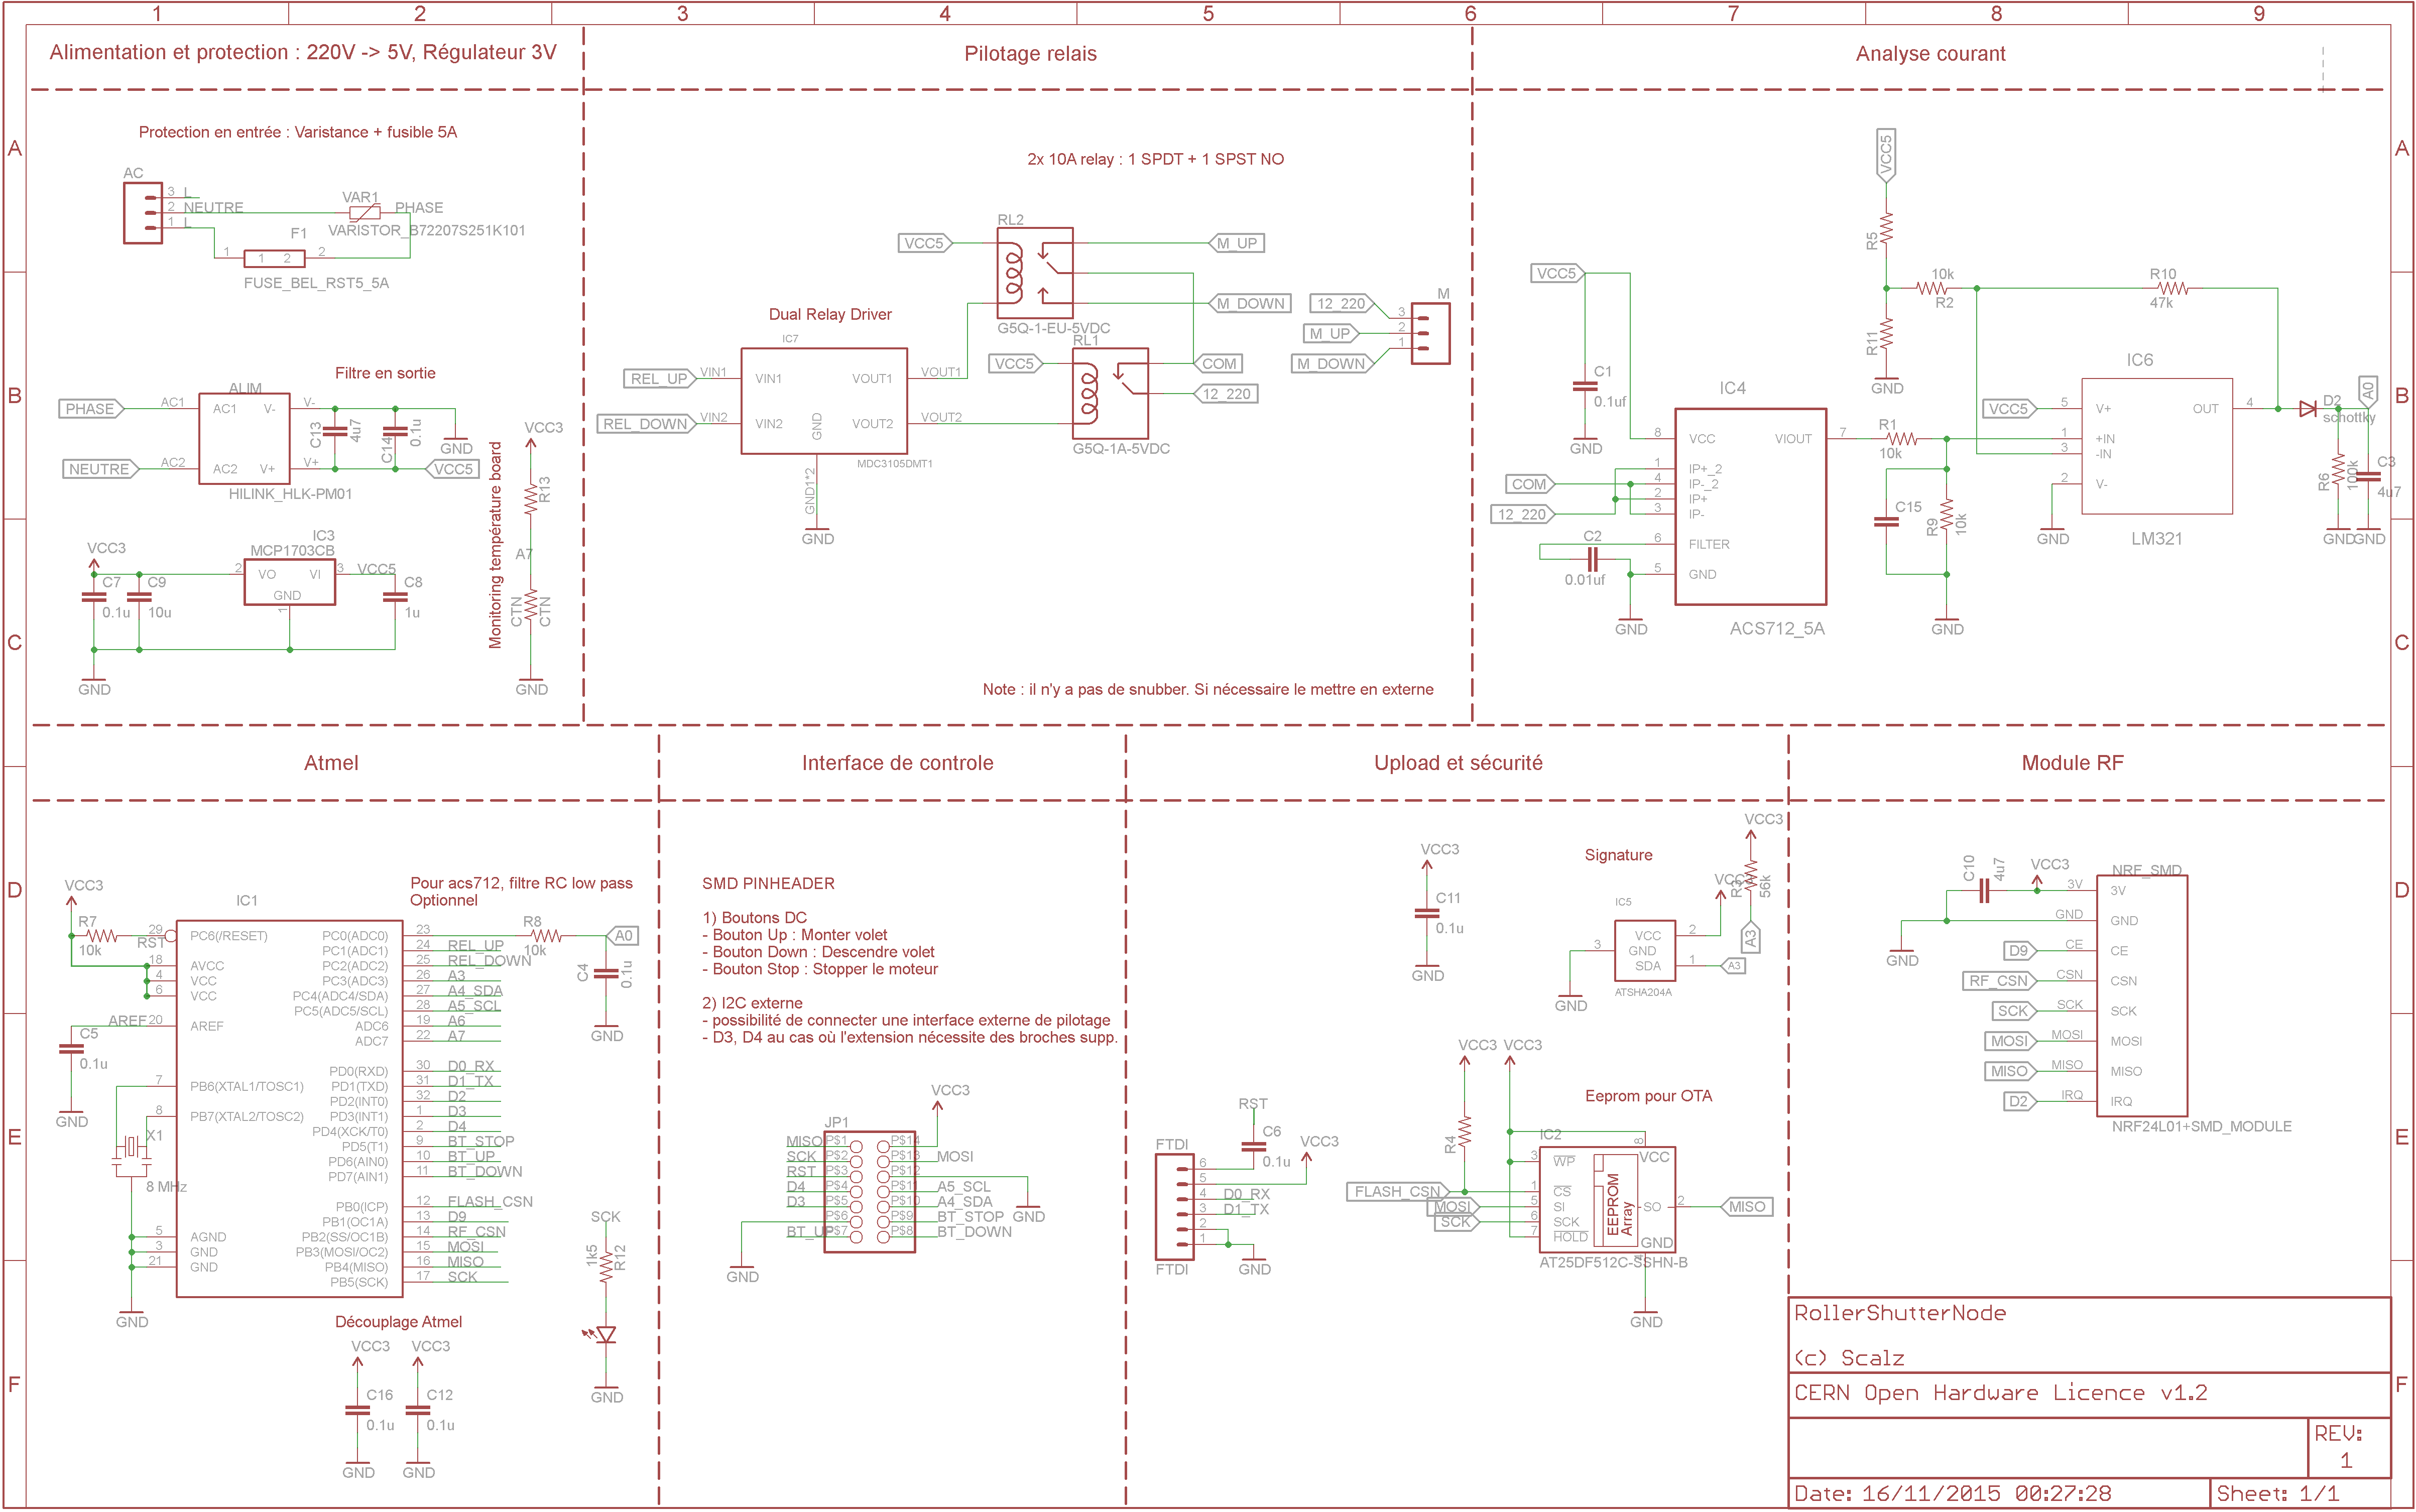 1 2 3 4 5 6 7 8 9
A
B
C
D
E
F
A
B
C
D
E
F
Alimentation et protection : 220V -> 5V, Régulateur 3V
Protection en entrée : Varistance + fusible 5A
AC
3 L
2 NEUTRE
1 L
VAR1
PHASE
VARISTOR_B72207S251K101
F1
1 1 2 2
FUSE_BEL_RST5_5A
Filtre en sortie
ALIM
PHASE AC1 AC1 V- V-
NEUTRE AC2 AC2 V+ V+
HILINK_HLK-PM01
C13
4u7
C14
0.1u
GND
VCC5
Monitoring température board
VCC3
R13
A7
CTN
CTN
GND
VCC3
IC3
MCP1703CB
2 VO VI 3 VCC5
GND
1
C7
0.1u
C9
10u
C8
1u
GND
Pilotage relais
2x 10A relay : 1 SPDT + 1 SPST NO
RL2
VCC5
M_UP
M_DOWN
G5Q-1-EU-5VDC
RL1
VCC5
COM
12_220
G5Q-1A-5VDC
Dual Relay Driver
IC7
REL_UP VIN1 VIN1 VOUT1 VOUT1
REL_DOWN VIN2 VIN2 VOUT2 VOUT2
GND
MDC3105DMT1
GND1*2
GND
M
12_220 3
M_UP 2
M_DOWN 1
Note : il n'y a pas de snubber. Si nécessaire le mettre en externe
Analyse courant
VCC5
R5
R11
GND
10k
R2
R10
47k
VCC5
C1
0.1uf
GND
IC4
8 VCC VIOUT 7
1 IP+_2
4 IP-_2
2 IP+
3 IP-
6 FILTER
5 GND
COM
12_220
C2
0.01uf
GND
ACS712_5A
R1
10k
C15
R9
10k
GND
IC6
VCC5 5 V+ OUT 4
1 +IN
3 -IN
2 V-
GND
LM321
D2
schottky
A0
R6
100k
C3
4u7
GND
GND
Atmel
VCC3
R7
10k
IC1
Pour acs712, filtre RC low pass
Optionnel
R8
10k
A0
C4
0.1u
GND
29 PC6(/RESET)
RST
18 AVCC
4 VCC
6 VCC
AREF 20 AREF
C5
0.1u
GND
7 PB6(XTAL1/TOSC1)
8 PB7(XTAL2/TOSC2)
X1
8 MHz
5 AGND
3 GND
21 GND
GND
PC0(ADC0) 23
PC1(ADC1) 24 REL_UP
PC2(ADC2) 25 REL_DOWN
PC3(ADC3) 26 A3
PC4(ADC4/SDA) 27 A4_SDA
PC5(ADC5/SCL) 28 A5_SCL
ADC6 19 A6
ADC7 22 A7
PD0(RXD) 30 D0_RX
PD1(TXD) 31 D1_TX
PD2(INT0) 32 D2
PD3(INT1) 1 D3
PD4(XCK/T0) 2 D4
PD5(T1) 9 BT_STOP
PD6(AIN0) 10 BT_UP
PD7(AIN1) 11 BT_DOWN
PB0(ICP) 12 FLASH_CSN
PB1(OC1A) 13 D9
PB2(SS/OC1B) 14 RF_CSN
PB3(MOSI/OC2) 15 MOSI
PB4(MISO) 16 MISO
PB5(SCK) 17 SCK
SCK
1k5
R12
GND
Découplage Atmel
VCC3
C16
0.1u
GND
VCC3
C12
0.1u
GND
Interface de controle
SMD PINHEADER
1) Boutons DC
- Bouton Up : Monter volet
- Bouton Down : Descendre volet
- Bouton Stop : Stopper le moteur
2) I2C externe
- possibilité de connecter une interface externe de pilotage
- D3, D4 au cas où l'extension nécessite des broches supp.
VCC3
JP1
MISO P$1 P$14
SCK P$2 P$13 MOSI
RST P$3 P$12
D4 P$4 P$11 A5_SCL
D3 P$5 P$10 A4_SDA
P$6 P$9 BT_STOP
BT_UP P$7 P$8 BT_DOWN
GND
GND
Upload et sécurité
VCC3
C11
0.1u
GND
Signature
VCC3
R3
56k
A3
IC5
VCC 2
3 GND
SDA 1 A3
ATSHA204A
GND
RST
C6
0.1u
VCC3
FTDI
6
5
4 D0_RX
3 D1_TX
2
1
FTDI
GND
VCC3 VCC3
Eeprom pour OTA
R4
IC2
8
3 WP VCC
FLASH_CSN 1 CS
MOSI 5 SI
SCK 6 SCK
7 HOLD
EEPROM
Array
SO 2 MISO
GND
4
AT25DF512C-SSHN-B
GND
Module RF
C10
4u7
VCC3
GND
NRF_SMD
3V 3V
GND GND
D9 CE CE
RF_CSN CSN CSN
SCK SCK SCK
MOSI MOSI MOSI
MISO MISO MISO
D2 IRQ IRQ
NRF24L01+SMD_MODULE
RollerShutterNode
(c) Scalz
CERN Open Hardware Licence v1.2
REV:
1
Date: 16/11/2015 00:27:28
Sheet: 1/1